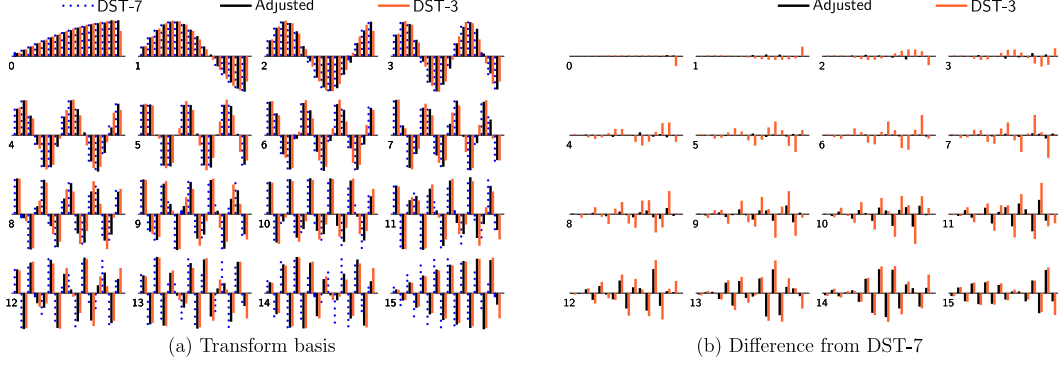 DST-7 Adjusted DST-3
0 1 2 3
4 5 6 7
8 9 10 11
12 13 14 15
(a) Transform basis
Adjusted DST-3
0 1 2 3
4 5 6 7
8 9 10 11
12 13 14 15
(b) Difference from DST-7